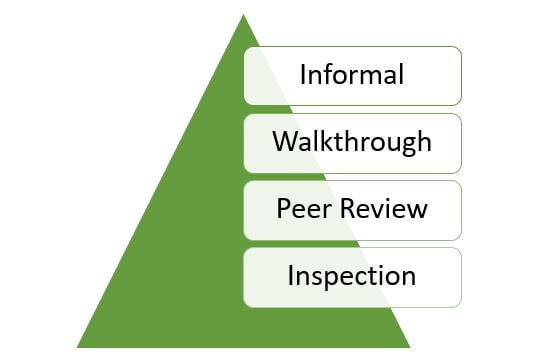 Informal
Walkthrough
Peer Review
Inspection